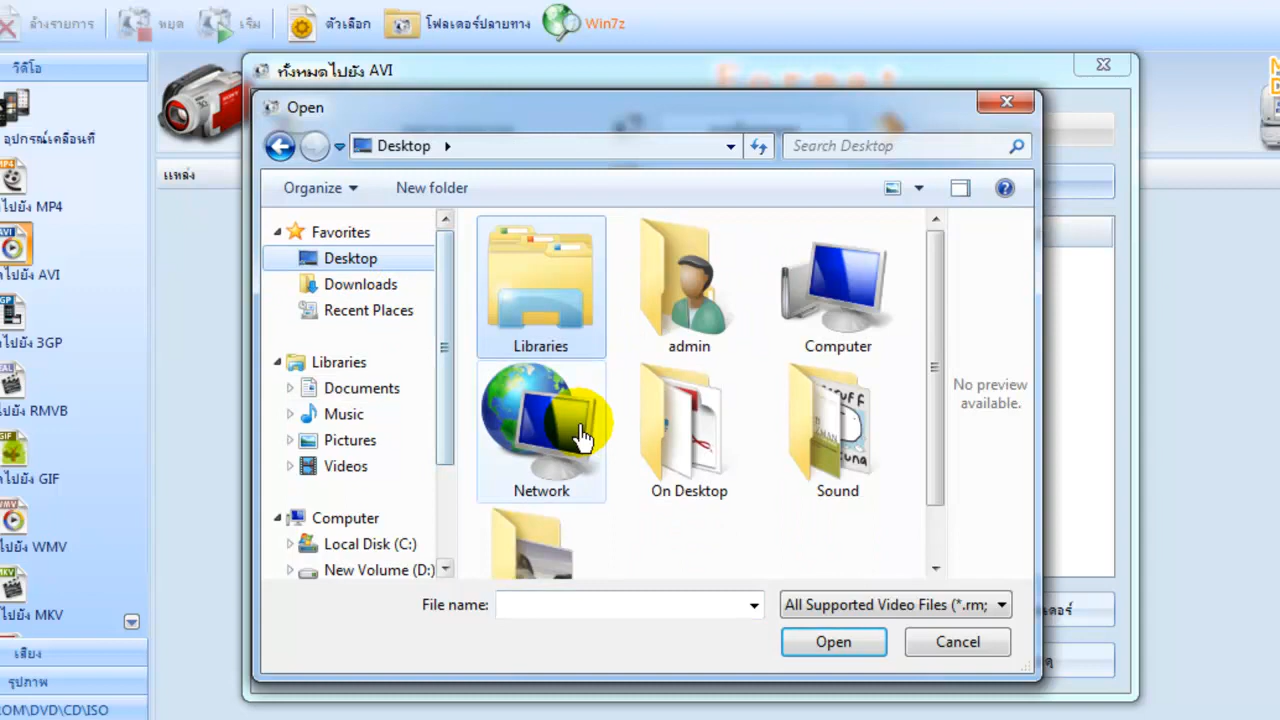 ล้างรายการ
หยุด
เริ่ม
ตัวเลือก
โฟลเดอร์ปลายทาง
Win7z
วีดีโอ
อุปกรณ์เคลื่อนที่
ไปยัง MP4
ไปยัง AVI
ไปยัง 3GP
ไปยัง RMVB
ไปยัง GIF
ไปยัง WMV
ไปยัง MKV
เสียง
รูปภาพ
ROM\DVD\CD\ISO
แหล่ง
ทั้งหมดไปยัง AVI
Format
Open
Desktop
Search Desktop
Organize
New folder
Favorites
Desktop
Downloads
Recent Places
Libraries
Documents
Music
Pictures
Videos
Computer
Local Disk (C:)
New Volume (D:)
Libraries
admin
Computer
Network
On Desktop
Sound
No preview
available.
File name:
All Supported Video Files (*.rm;
Open
Cancel